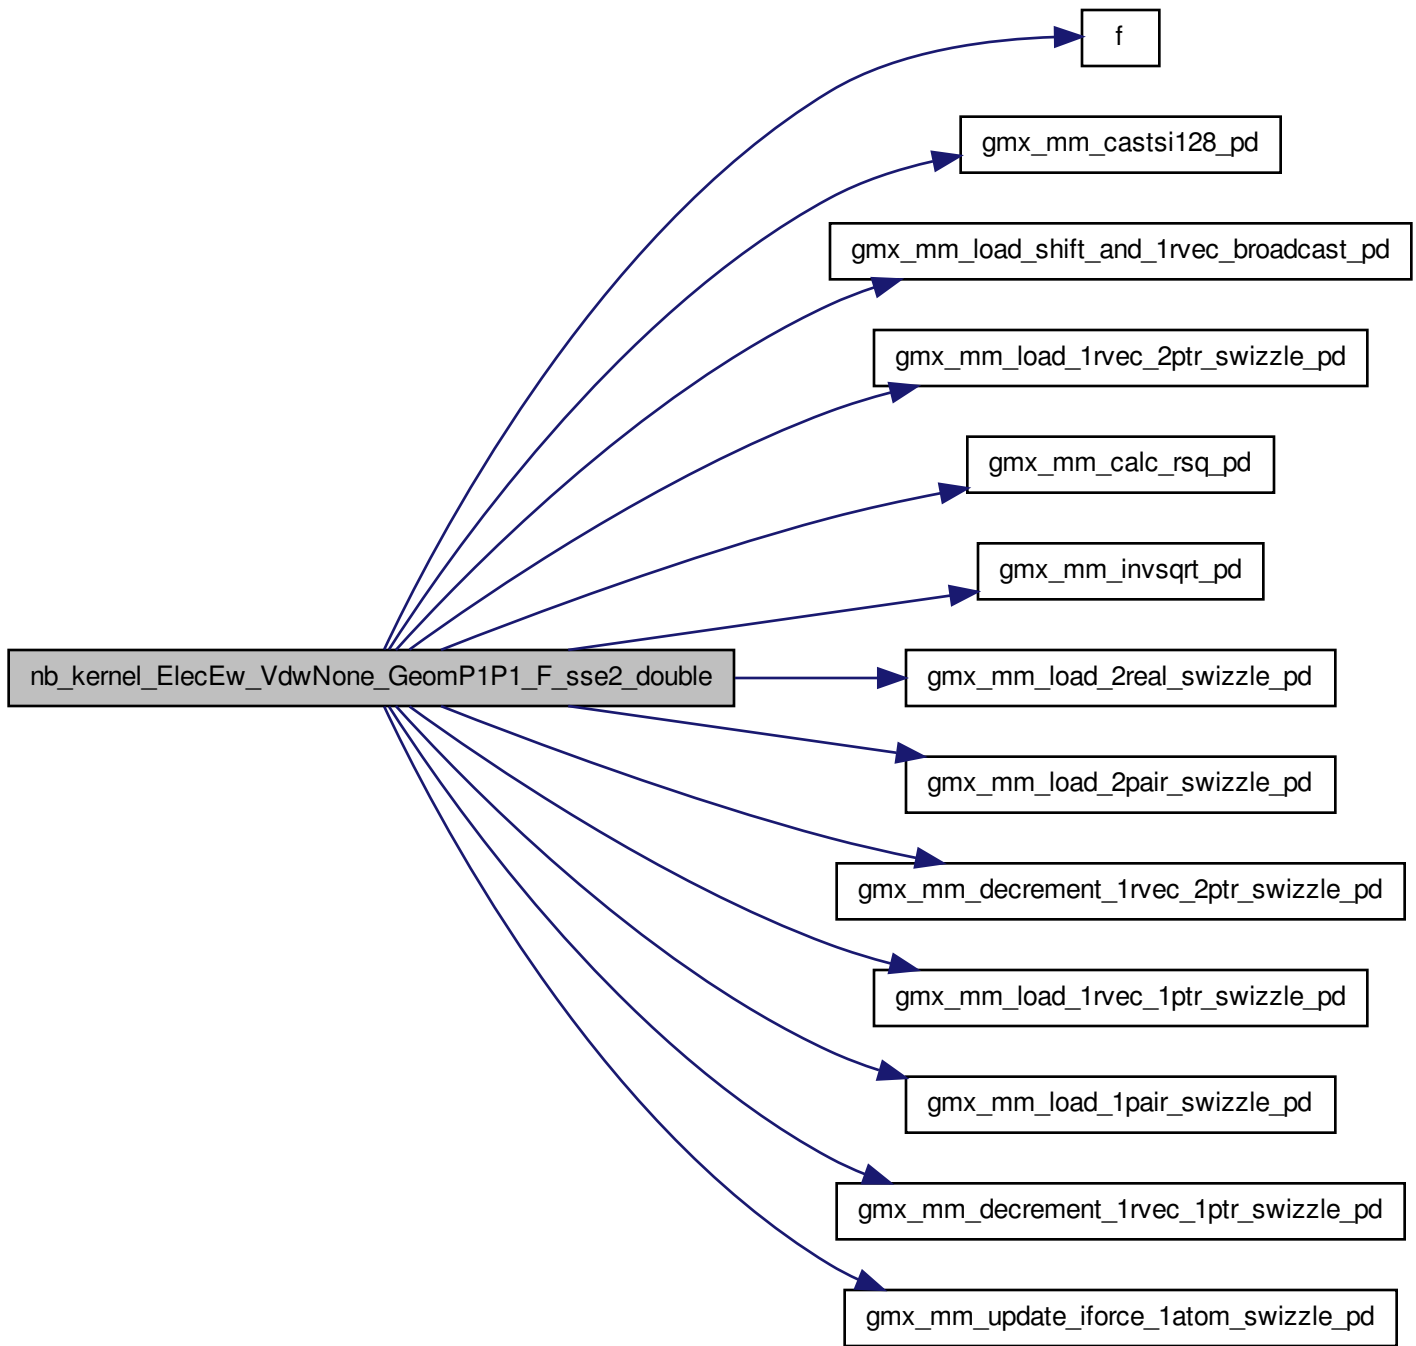 f
gmx_mm_castsi128_pd
gmx_mm_load_shift_and_1rvec_broadcast_pd
gmx_mm_load_1rvec_2ptr_swizzle_pd
gmx_mm_calc_rsq_pd
gmx_mm_invsqrt_pd
nb_kernel_ElecEw_VdwNone_GeomP1P1_F_sse2_double
gmx_mm_load_2real_swizzle_pd
gmx_mm_load_2pair_swizzle_pd
gmx_mm_decrement_1rvec_2ptr_swizzle_pd
gmx_mm_load_1rvec_1ptr_swizzle_pd
gmx_mm_load_1pair_swizzle_pd
gmx_mm_decrement_1rvec_1ptr_swizzle_pd
gmx_mm_update_iforce_1atom_swizzle_pd